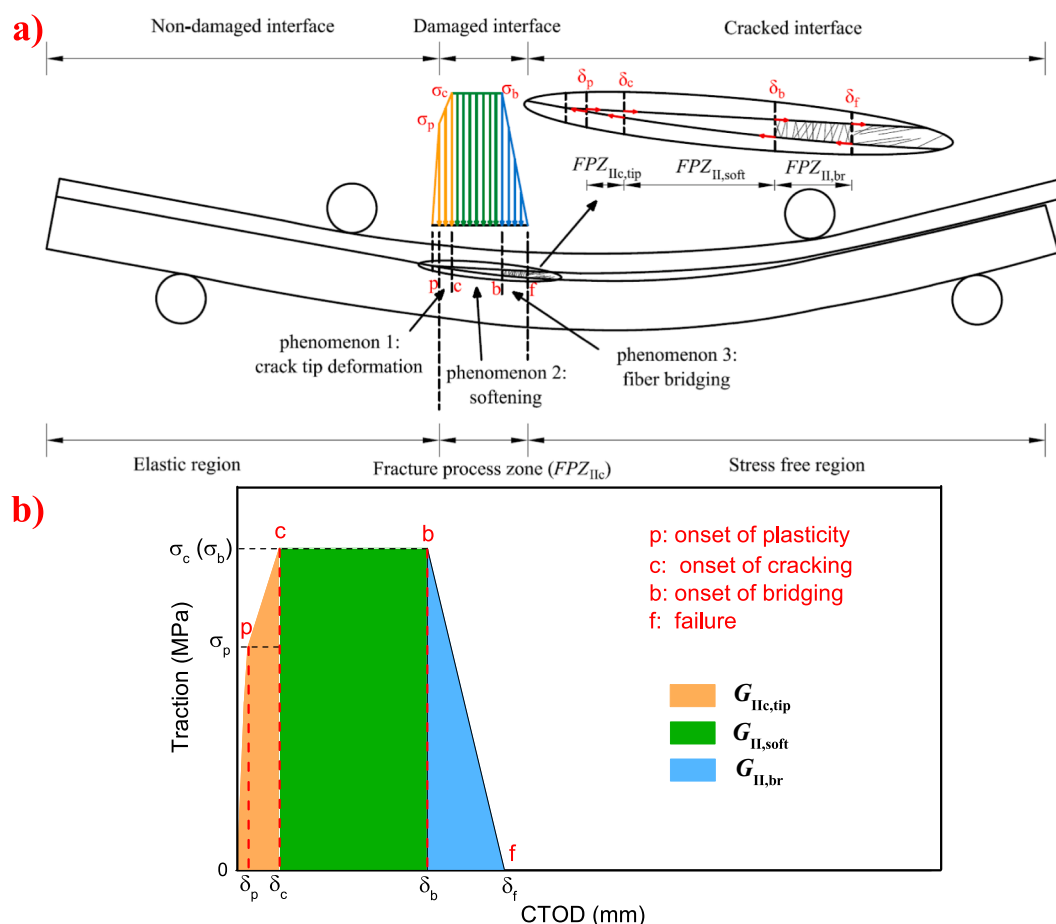 a)
Non-damaged interface
Damaged interface
Cracked interface
σc
σb
σp
δp
δc
δb
δf
FPZIIc,tip
FPZII,soft
FPZII,br
p
c
b
f
phenomenon 1:
crack tip deformation
phenomenon 2:
softening
phenomenon 3:
fiber bridging
Elastic region
Fracture process zone (FPZIIc)
Stress free region
b)
Traction (MPa)
σc (σb)
σp
0
p
c
b
f
p: onset of plasticity
c: onset of cracking
b: onset of bridging
f: failure
GIIc,tip
GII,soft
GII,br
δp
δc
δb
δf
CTOD (mm)